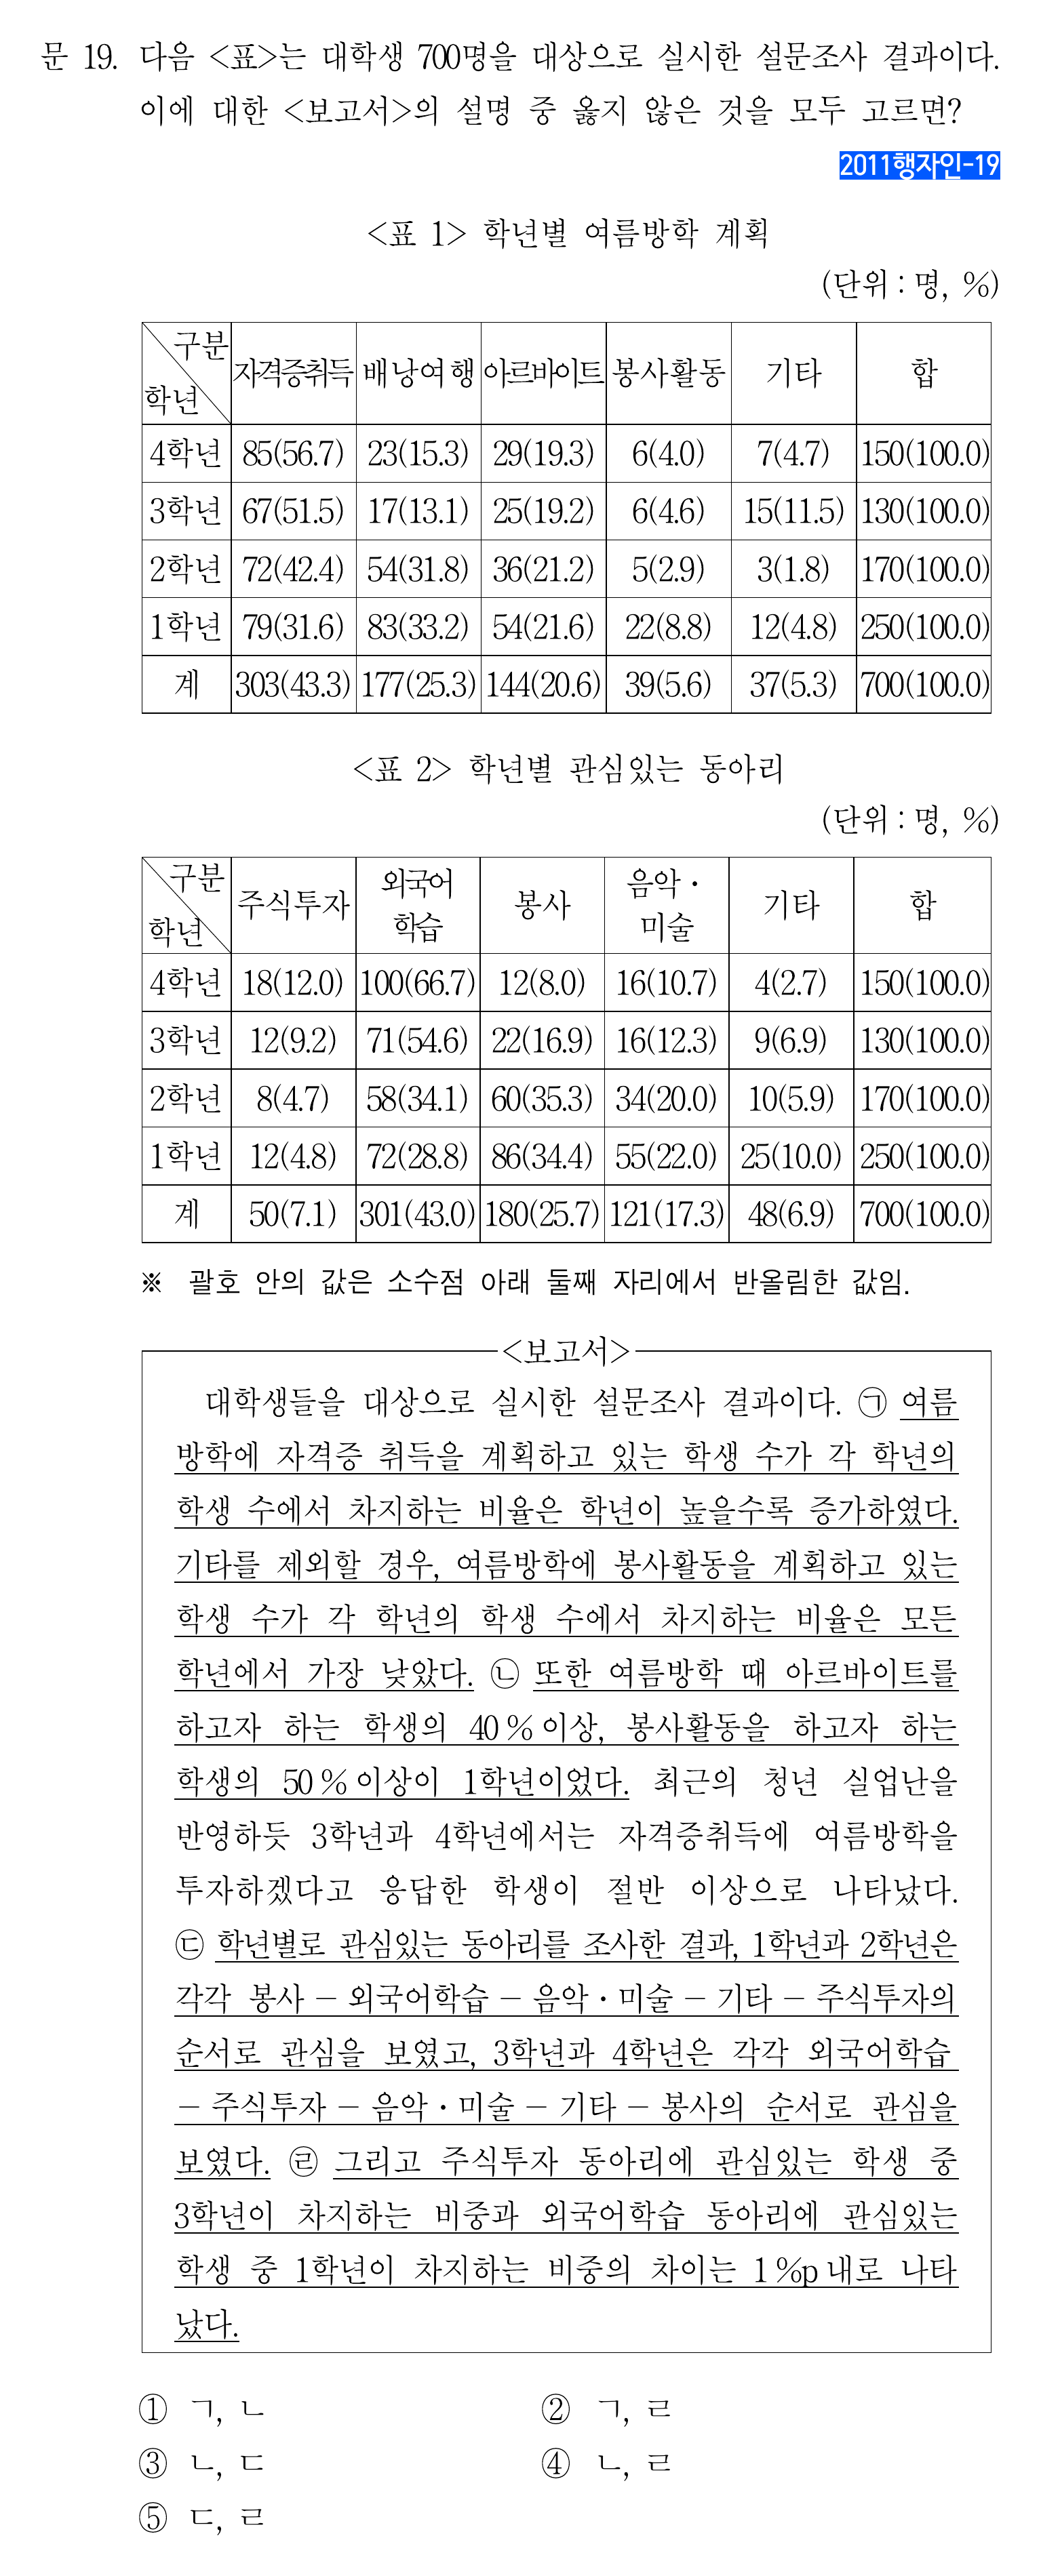 문 19. 다음 <표>는 대학생 700명을 대상으로 실시한 설문조사 결과이다.
이에 대한 <보고서>의 설명 중 옳지 않은 것을 모두 고르면?
2011행자인-19
<표 1> 학년별 여름방학 계획
(단위 : 명, %)
구분 학년 자격증취득 배낭여행 아르바이트 봉사활동 기타 합
4학년 85(56.7) 23(15.3) 29(19.3) 6(4.0) 7(4.7) 150(100.0)
3학년 67(51.5) 17(13.1) 25(19.2) 6(4.6) 15(11.5) 130(100.0)
2학년 72(42.4) 54(31.8) 36(21.2) 5(2.9) 3(1.8) 170(100.0)
1학년 79(31.6) 83(33.2) 54(21.6) 22(8.8) 12(4.8) 250(100.0)
계 303(43.3) 177(25.3) 144(20.6) 39(5.6) 37(5.3) 700(100.0)
<표 2> 학년별 관심있는 동아리
(단위 : 명, %)
구분 학년 주식투자 외국어 학습 봉사 음악 · 미술 기타 합
4학년 18(12.0) 100(66.7) 12(8.0) 16(10.7) 4(2.7) 150(100.0)
3학년 12(9.2) 71(54.6) 22(16.9) 16(12.3) 9(6.9) 130(100.0)
2학년 8(4.7) 58(34.1) 60(35.3) 34(20.0) 10(5.9) 170(100.0)
1학년 12(4.8) 72(28.8) 86(34.4) 55(22.0) 25(10.0) 250(100.0)
계 50(7.1) 301(43.0) 180(25.7) 121(17.3) 48(6.9) 700(100.0)
※ 괄호 안의 값은 소수점 아래 둘째 자리에서 반올림한 값임.
<보고서>
대학생들을 대상으로 실시한 설문조사 결과이다. ㉠ 여름
방학에 자격증 취득을 계획하고 있는 학생 수가 각 학년의
학생 수에서 차지하는 비율은 학년이 높을수록 증가하였다.
기타를 제외할 경우, 여름방학에 봉사활동을 계획하고 있는
학생 수가 각 학년의 학생 수에서 차지하는 비율은 모든
학년에서 가장 낮았다. ㉡ 또한 여름방학 때 아르바이트를
하고자 하는 학생의 40 % 이상, 봉사활동을 하고자 하는
학생의 50 % 이상이 1학년이었다. 최근의 청년 실업난을
반영하듯 3학년과 4학년에서는 자격증취득에 여름방학을
투자하겠다고 응답한 학생이 절반 이상으로 나타났다.
㉢ 학년별로 관심있는 동아리를 조사한 결과, 1학년과 2학년은
각각 봉사 - 외국어학습 - 음악 · 미술 - 기타 - 주식투자의
순서로 관심을 보였고, 3학년과 4학년은 각각 외국어학습
- 주식투자 - 음악 · 미술 - 기타 - 봉사의 순서로 관심을
보였다. ㉣ 그리고 주식투자 동아리에 관심있는 학생 중
3학년이 차지하는 비중과 외국어학습 동아리에 관심있는
학생 중 1학년이 차지하는 비중의 차이는 1 %p 내로 나타
났다.
① ㄱ, ㄴ ② ㄱ, ㄹ
③ ㄴ, ㄷ ④ ㄴ, ㄹ
⑤ ㄷ, ㄹ